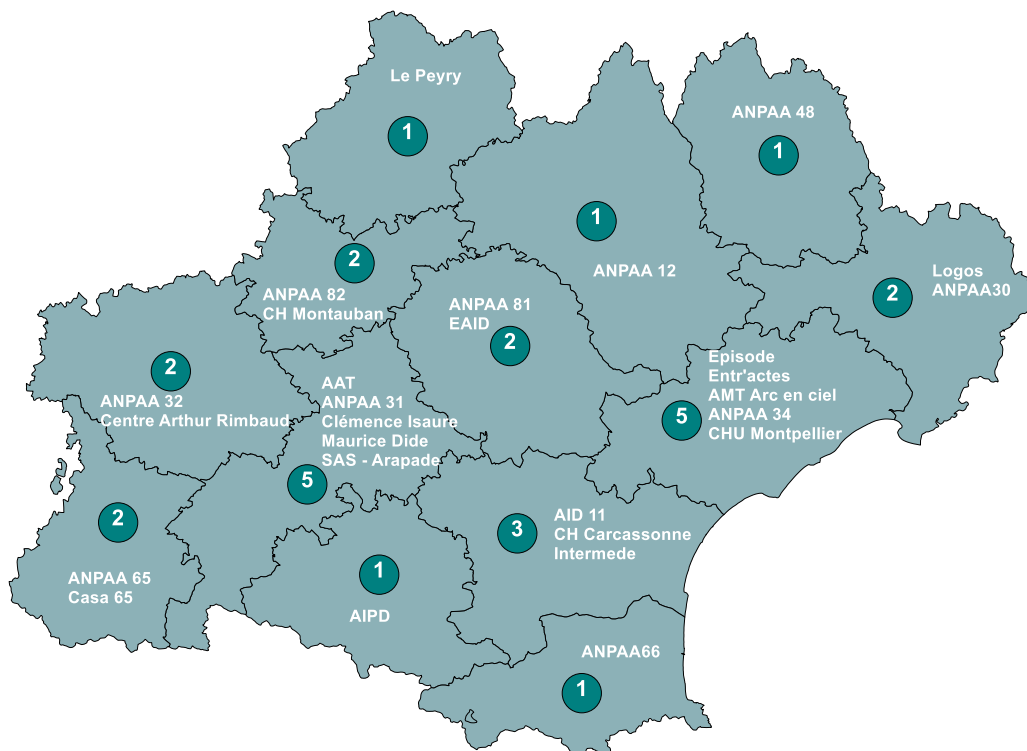 Le Peyry
1
ANPAA 48
1
1
ANPAA 12
2
ANPAA 82
CH Montauban
Logos
ANPAA30
2
ANPAA 81
EAID
2
2
ANPAA 32
Centre Arthur Rimbaud
AAT
ANPAA 31
Clémence Isaure
Maurice Dide
SAS - Arapade
5
Episode
Entr'actes
AMT Arc en ciel
ANPAA 34
CHU Montpellier
5
2
ANPAA 65
Casa 65
3
AID 11
CH Carcassonne
Intermede
1
AIPD
ANPAA66
1